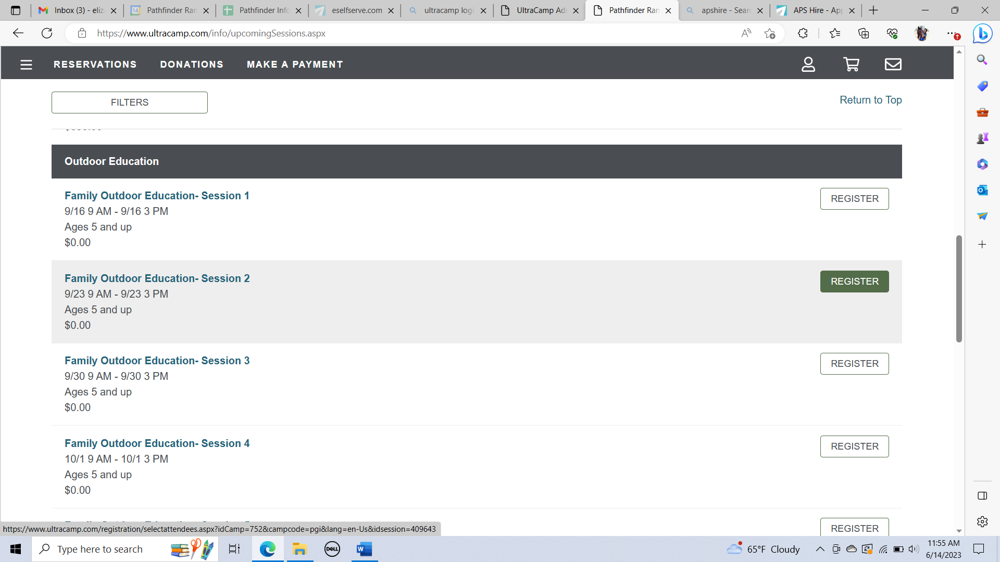 Inbox (3) - eliz
Pathfinder Ran
Pathfinder Info
eselfserve.com
ultracamp logi
UltraCamp Ad
Pathfinder Ran
apshire - Sear
APS Hire - App
https://www.ultracamp.com/info/upcomingSessions.aspx
RESERVATIONS DONATIONS MAKE A PAYMENT
FILTERS
Return to Top
Outdoor Education
Family Outdoor Education- Session 1
9/16 9 AM - 9/16 3 PM
Ages 5 and up
$0.00
REGISTER
Family Outdoor Education- Session 2
9/23 9 AM - 9/23 3 PM
Ages 5 and up
$0.00
REGISTER
Family Outdoor Education- Session 3
9/30 9 AM - 9/30 3 PM
Ages 5 and up
$0.00
REGISTER
Family Outdoor Education- Session 4
10/1 9 AM - 10/1 3 PM
Ages 5 and up
$0.00
REGISTER
REGISTER
https://www.ultracamp.com/registration/selectattendees.aspx?idCamp=752&campcode=pgi&lang=en-Us&idsession=409643
Type here to search
DELL
65°F Cloudy
11:55 AM
6/14/2023